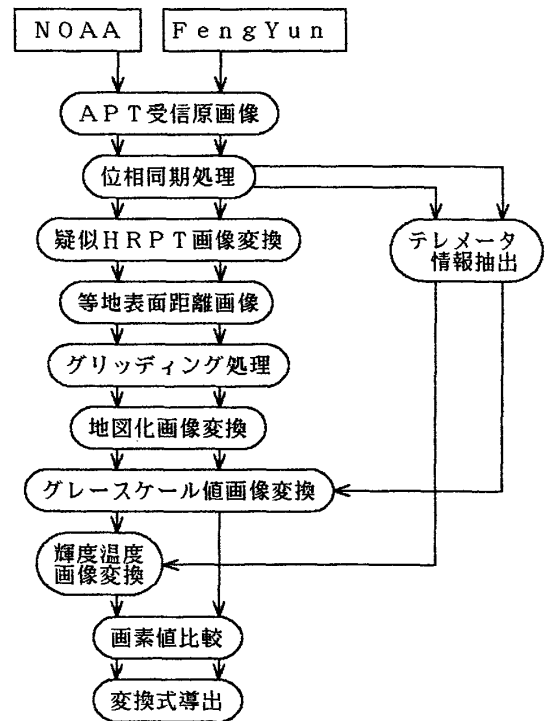 ＮＯＡＡ
ＦｅｎｇＹｕｎ
ＡＰＴ受信原画像
位相同期処理
疑似ＨＲＰＴ画像変換
テレメータ
情報抽出
等地表面距離画像
グリッディング処理
地図化画像変換
グレースケール値画像変換
輝度温度
画像変換
画素値比較
変換式導出